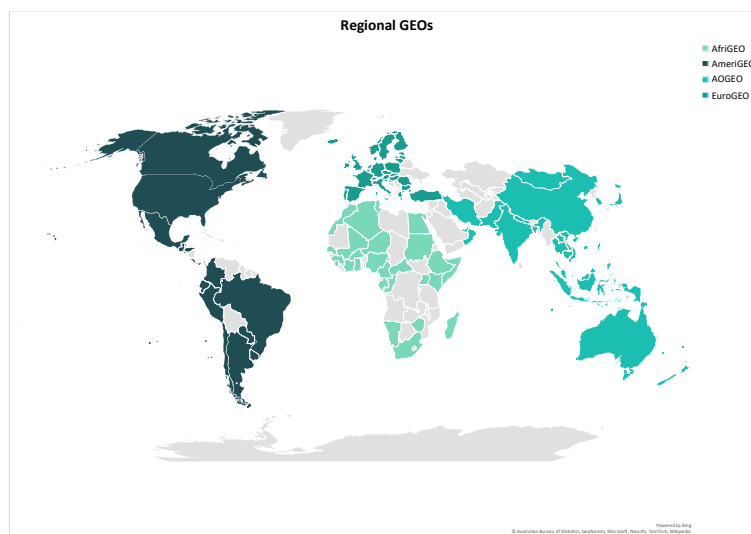 Regional GEOs
AfriGEO
AmeriGEO
AOGEO
EuroGEO
Powered by Bing
© Australian Bureau of Statistics, GeoNames, Microsoft, Navinfo, TomTom, Wikipedia